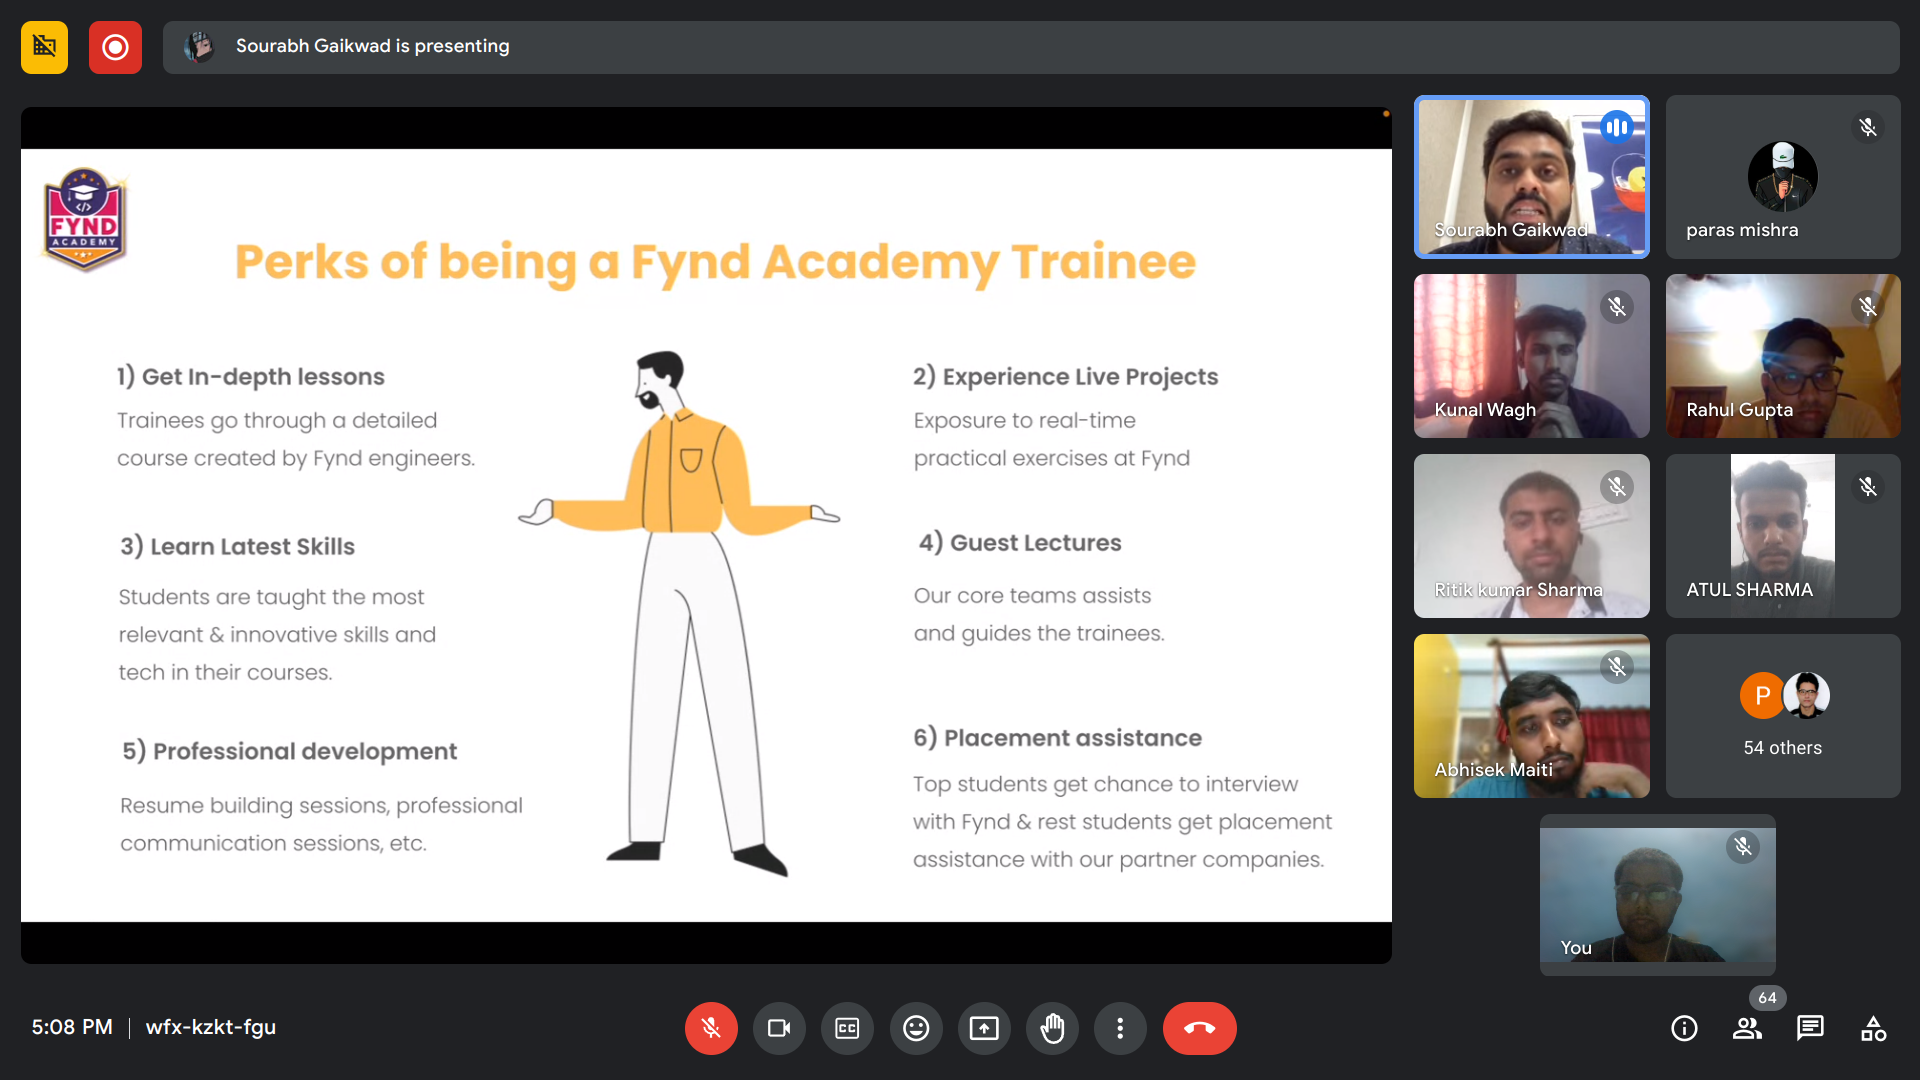 Sourabh Gaikwad is presenting
FYND
ACADEMY
Perks of being a Fynd Academy Trainee
1) Get In-depth lessons
Trainees go through a detailed
course created by Fynd engineers.
2) Experience Live Projects
Exposure to real-time
practical exercises at Fynd
3) Learn Latest Skills
Students are taught the most
relevant & innovative skills and
tech in their courses.
4) Guest Lectures
Our core teams assists
and guides the trainees.
5) Professional development
Resume building sessions, professional
communication sessions, etc.
6) Placement assistance
Top students get chance to interview
with Fynd & rest students get placement
assistance with our partner companies.
Sourabh Gaikwad
paras mishra
Kunal Wagh
Rahul Gupta
Ritik kumar Sharma
ATUL SHARMA
Abhisek Maiti
P
54 others
You
5:08 PM | wfx-kzkt-fgu
CC
64